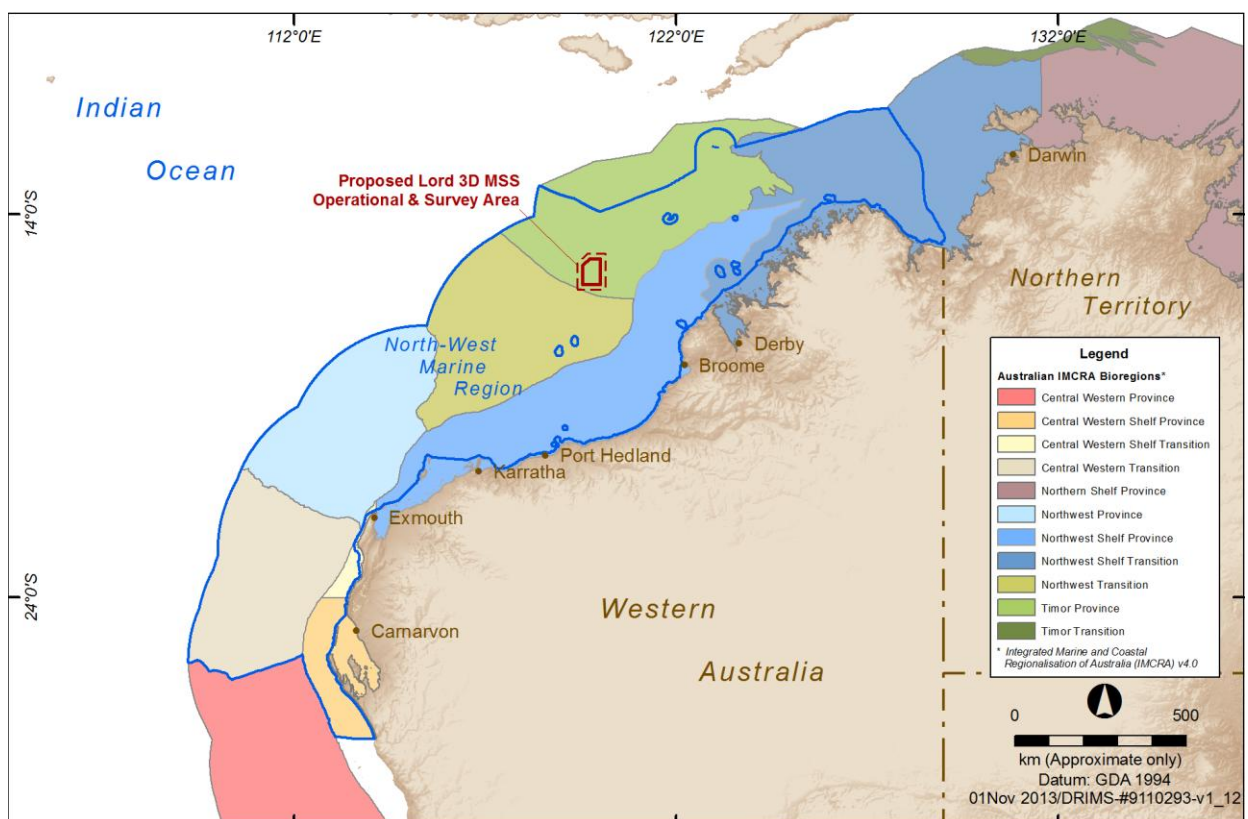 112°0'E
122°0'E
132°0'E
Indian
Ocean
14°0'S
24°0'S
Proposed Lord 3D MSS
Operational & Survey Area
Darwin
Northern
Territory
North-West
Marine
Region
Derby
Broome
Port Hedland
Karratha
Exmouth
Carnarvon
Western
Australia
Legend
Australian IMCRA Bioregions*
Central Western Province
Central Western Shelf Province
Central Western Shelf Transition
Central Western Transition
Northern Shelf Province
Northwest Province
Northwest Shelf Province
Northwest Shelf Transition
Northwest Transition
Timor Province
Timor Transition
* Integrated Marine and Coastal
Regionalisation of Australia (IMCRA) v4.0
0 500
km (Approximate only)
Datum: GDA 1994
01Nov 2013/DRIMS-#9110293-v1_12